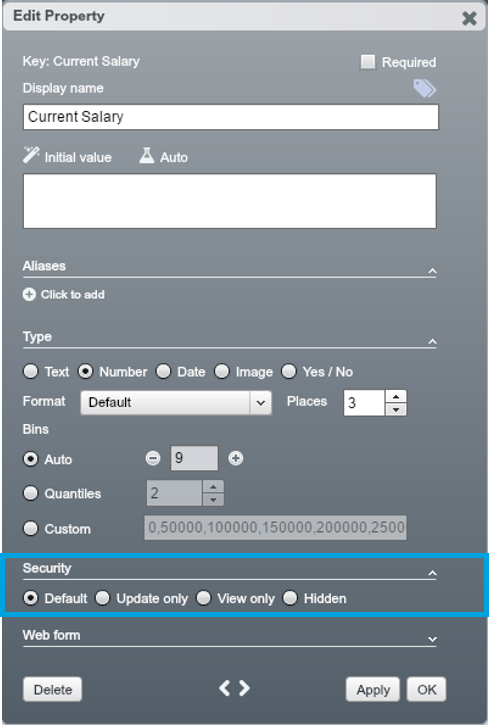 Edit Property
Key: Current Salary Required
Display name
Current Salary
Initial value Auto
Aliases
Click to add
Type
Text Number Date Image Yes / No
Format Default Places 3
Bins
Auto 9
Quantiles 2
Custom 0,50000,100000,150000,200000,2500
Security
Default Update only View only Hidden
Web form
Delete Apply OK